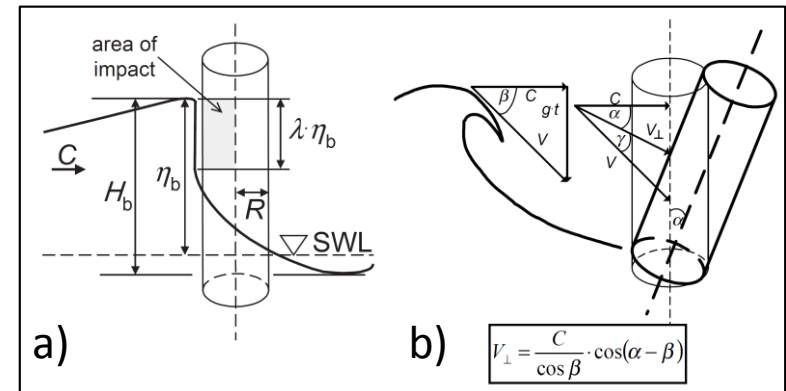 area of
impact
C
H_b
η_b
λ·η_b
R
SWL
a)
β
C
g·t
V
C
α
γ
V⊥
V
α
b)
V⊥ = C / cos β · cos(α − β)